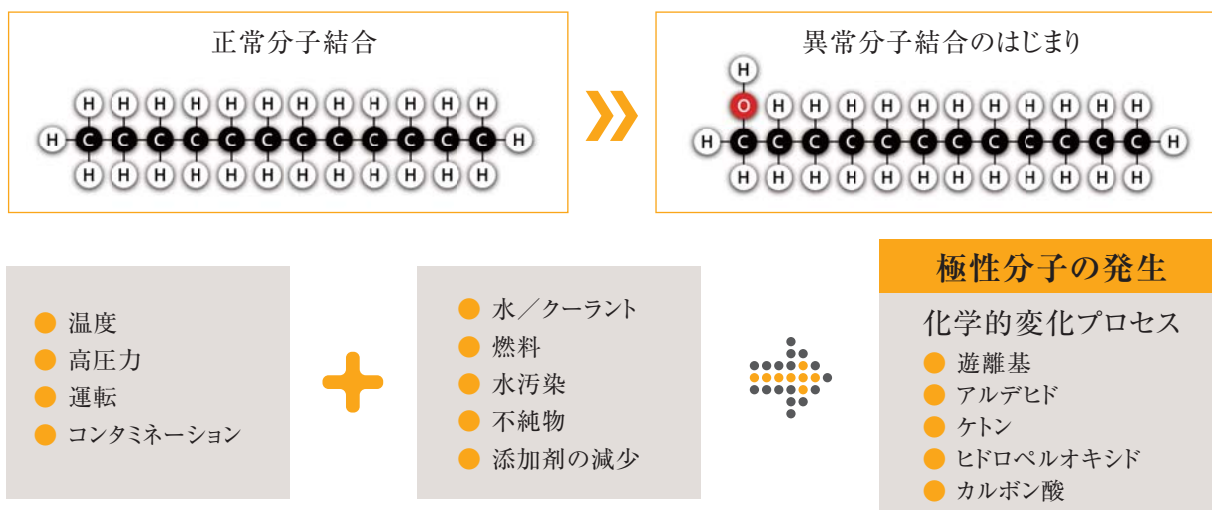 正常分子結合
H H H H H H H H H H H H
H C C C C C C C C C C C C H
H H H H H H H H H H H H
異常分子結合のはじまり
H
O H H H H H H H H H H H
H C C C C C C C C C C C C H
H H H H H H H H H H H H
温度
高圧力
運転
コンタミネーション
水／クーラント
燃料
水汚染
不純物
添加剤の減少
極性分子の発生
化学的変化プロセス
遊離基
アルデヒド
ケトン
ヒドロペルオキシド
カルボン酸